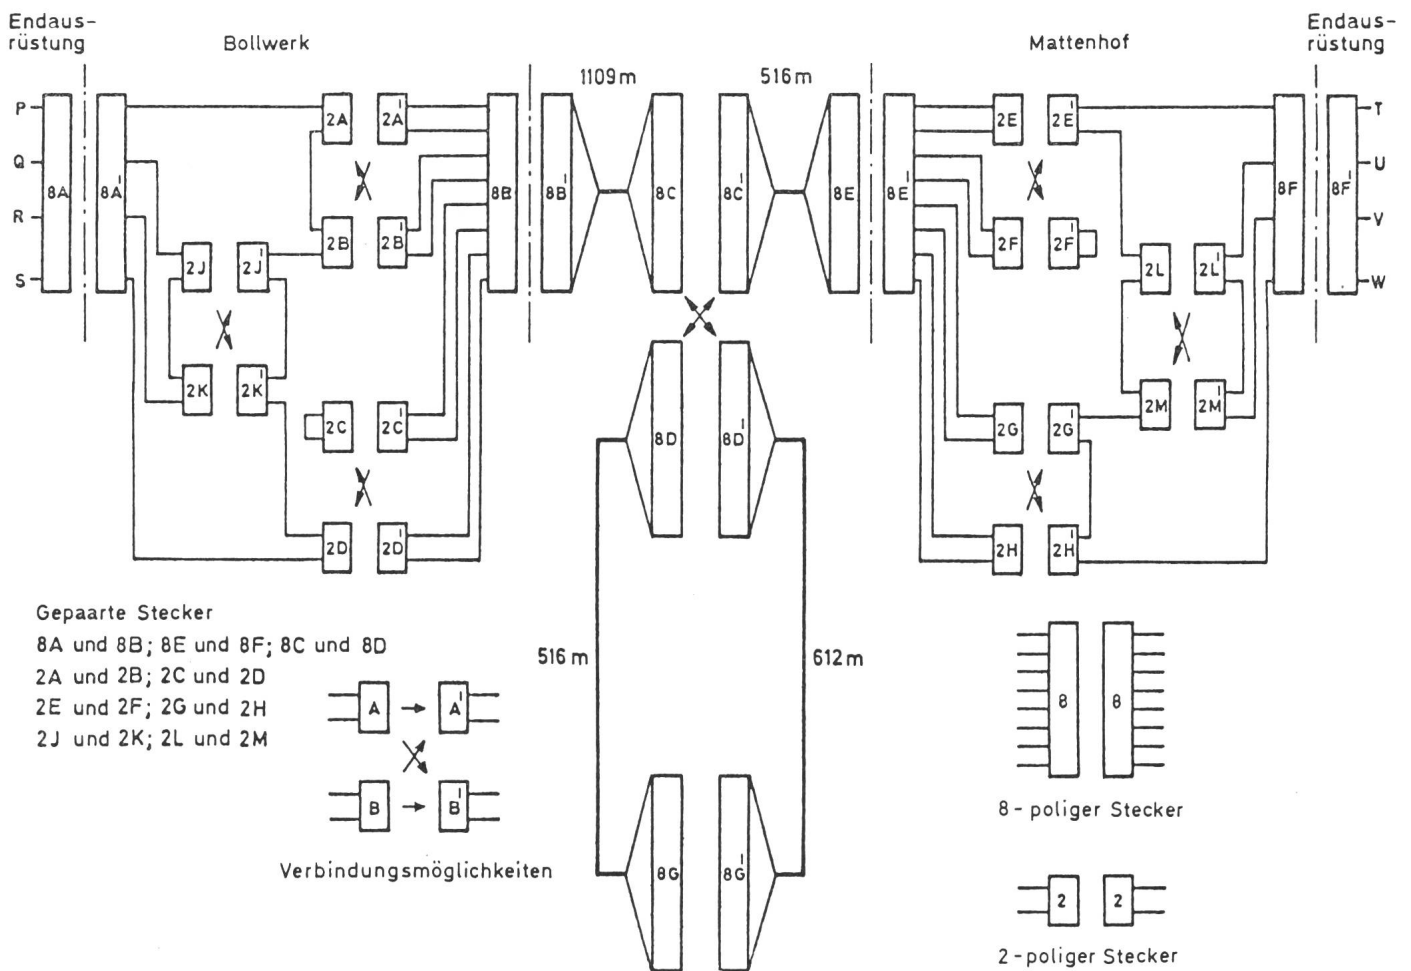 Endaus-
rüstung
Bollwerk
Mattenhof
Endaus-
rüstung
1109m
516m
P
Q
R
S
8A
8A'
2A
2A'
2B
2B'
2J
2J'
2K
2K'
2C
2C'
2D
2D'
8B
8B'
8C
8C'
8E
8E'
2E
2E'
2F
2F'
2L
2L'
2M
2M'
2G
2G'
2H
2H'
8F
8F'
T
U
V
W
8D
8D'
516m
612m
8G
8G'
Gepaarte Stecker
8A und 8B; 8E und 8F; 8C und 8D
2A und 2B; 2C und 2D
2E und 2F; 2G und 2H
2J und 2K; 2L und 2M
A
A'
B
B'
Verbindungsmöglichkeiten
8
8
8-poliger Stecker
2
2
2-poliger Stecker